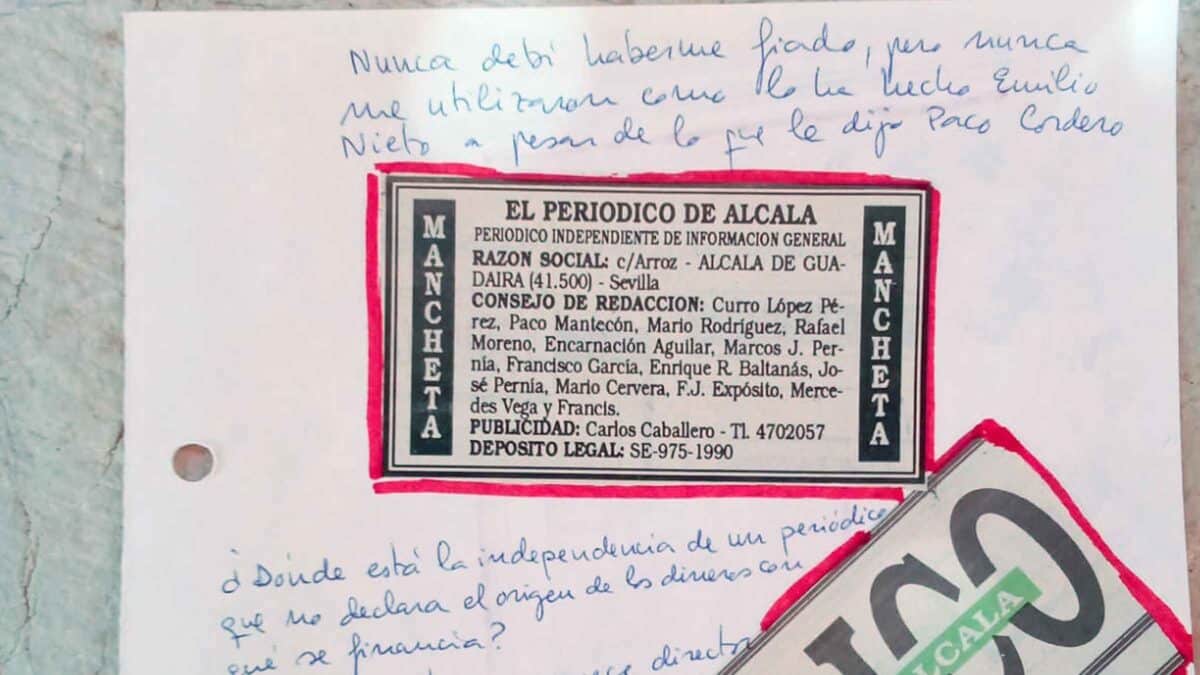 Nunca debí haberme fiado, pero nunca
me utilizaron como lo ha hecho Emilio
Nieto a pesar de lo que le dijo Paco Cordero
MANCHETA
EL PERIODICO DE ALCALA
PERIODICO INDEPENDIENTE DE INFORMACION GENERAL
RAZON SOCIAL: c/Arroz - ALCALA DE GUA-
DAIRA (41.500) - Sevilla
CONSEJO DE REDACCION: Curro López Pé-
rez, Paco Mantecón, Mario Rodríguez, Rafael
Moreno, Encarnación Aguilar, Marcos J. Per-
nía, Francisco García, Enrique R. Baltanás, Jo-
sé Pernía, Mario Cervera, F.J. Expósito, Merce-
des Vega y Francis.
PUBLICIDAD: Carlos Caballero - Tl. 4702057
DEPOSITO LEGAL: SE-975-1990
MANCHETA
¿Dónde está la independencia de un periódico
que no declara el origen de los dineros con
qué se financia?
director
ICO
ALCALA